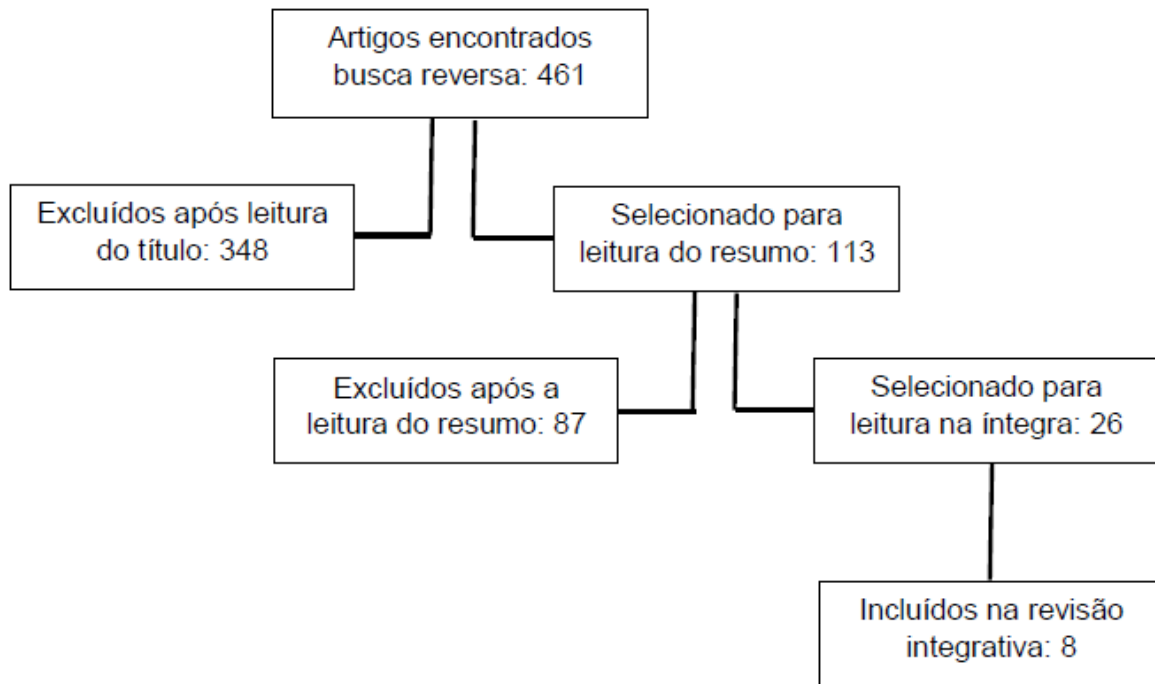 Artigos encontrados
busca reversa: 461
Excluídos após leitura
do título: 348
Selecionado para
leitura do resumo: 113
Excluídos após a
leitura do resumo: 87
Selecionado para
leitura na íntegra: 26
Incluídos na revisão
integrativa: 8